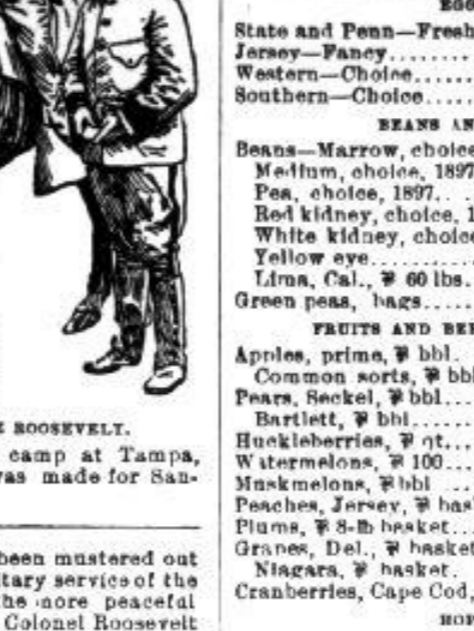 E ROOSEVELT.
camp at Tampa,
was made for San-
been mustered out
itary service of the
the more peaceful
Colonel Roosevelt
EGG
State and Penn—Fresh
Jersey—Fancy........
Western—Choice......
Southern—Choice....
BEANS AN
Beans—Marrow, choice
Medium, choice, 1897
Pea, choice, 1897...
Red kidney, choice, 1
White kidney, choice
Yellow eye..........
Lima, Cal., ⅌ 60 lbs.
Green peas, bags.....
FRUITS AND BER
Apples, prime, ⅌ bbl...
Common sorts, ⅌ bbl
Pears, Seckel, ⅌ bbl....
Bartlett, ⅌ bbl.....
Huckleberries, ⅌ qt...
Watermelons, ⅌ 100....
Muskmelons, ⅌ bbl ....
Peaches, Jersey, ⅌ bas
Plums, ⅌ 8-lb basket...
Grapes, Del., ⅌ basket
Niagara, ⅌ basket..
Cranberries, Cape Cod,
HOP